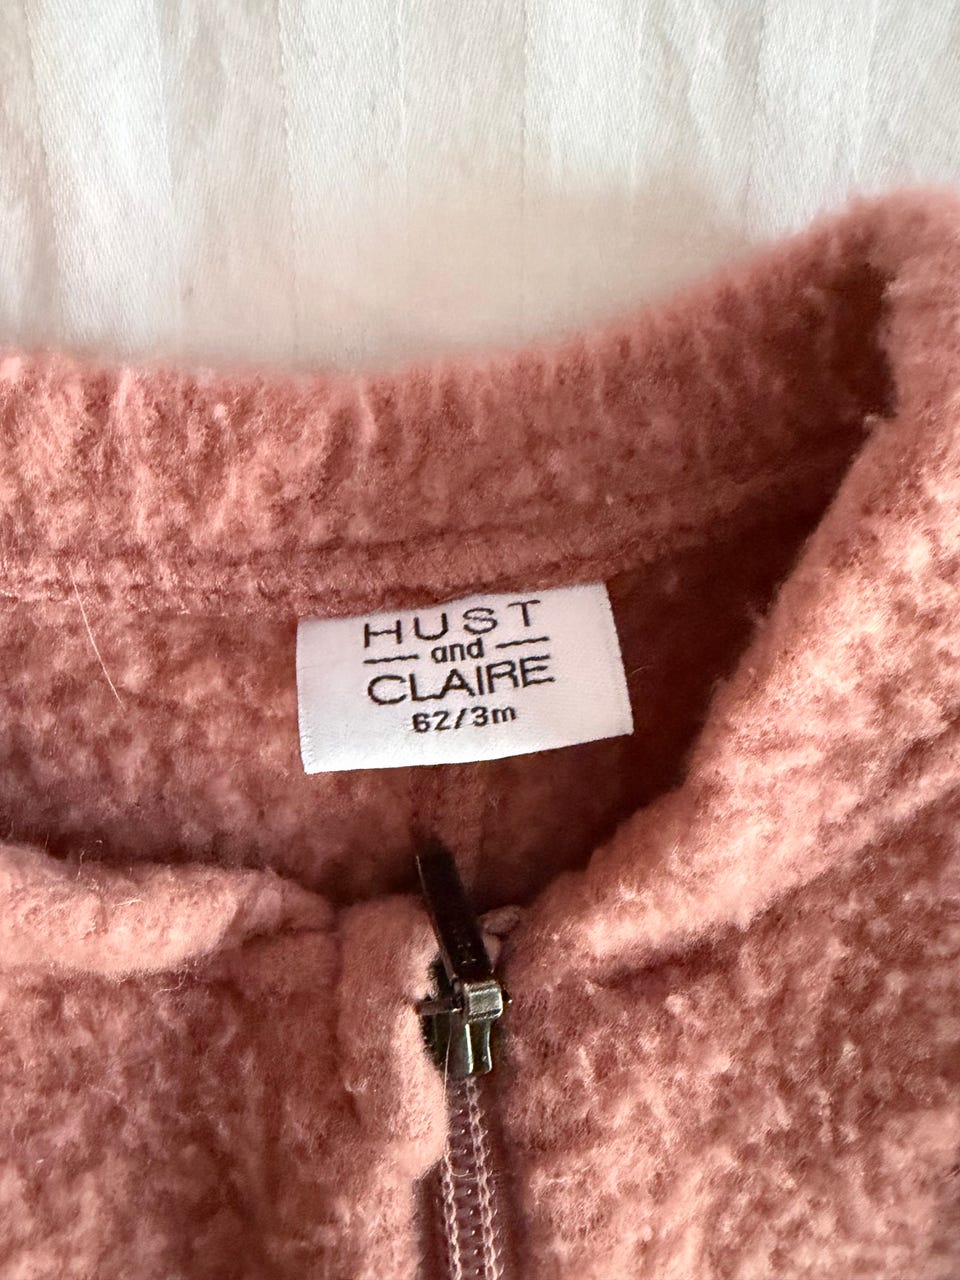 HUST
and
CLAIRE
62/3m